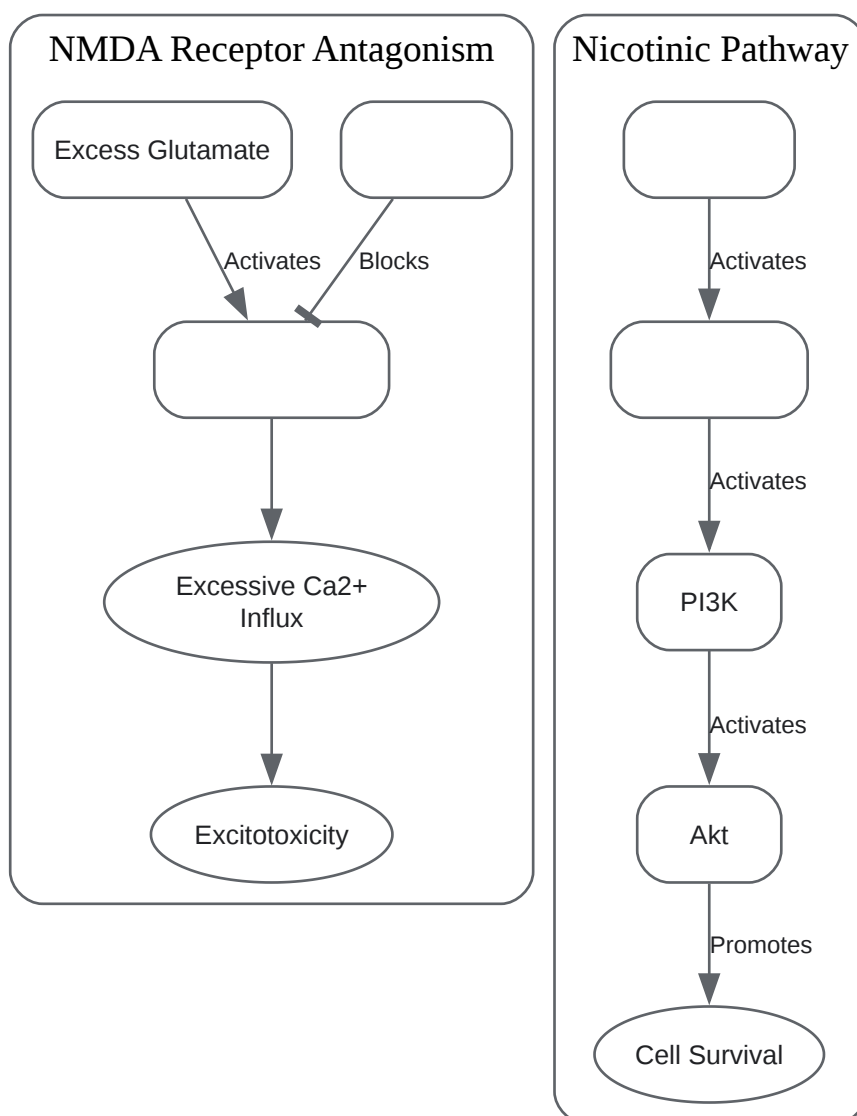 NMDA Receptor Antagonism
Excess Glutamate
Activates
Blocks
Excessive Ca2+
Influx
Excitotoxicity
Nicotinic Pathway
Activates
Activates
PI3K
Activates
Akt
Promotes
Cell Survival